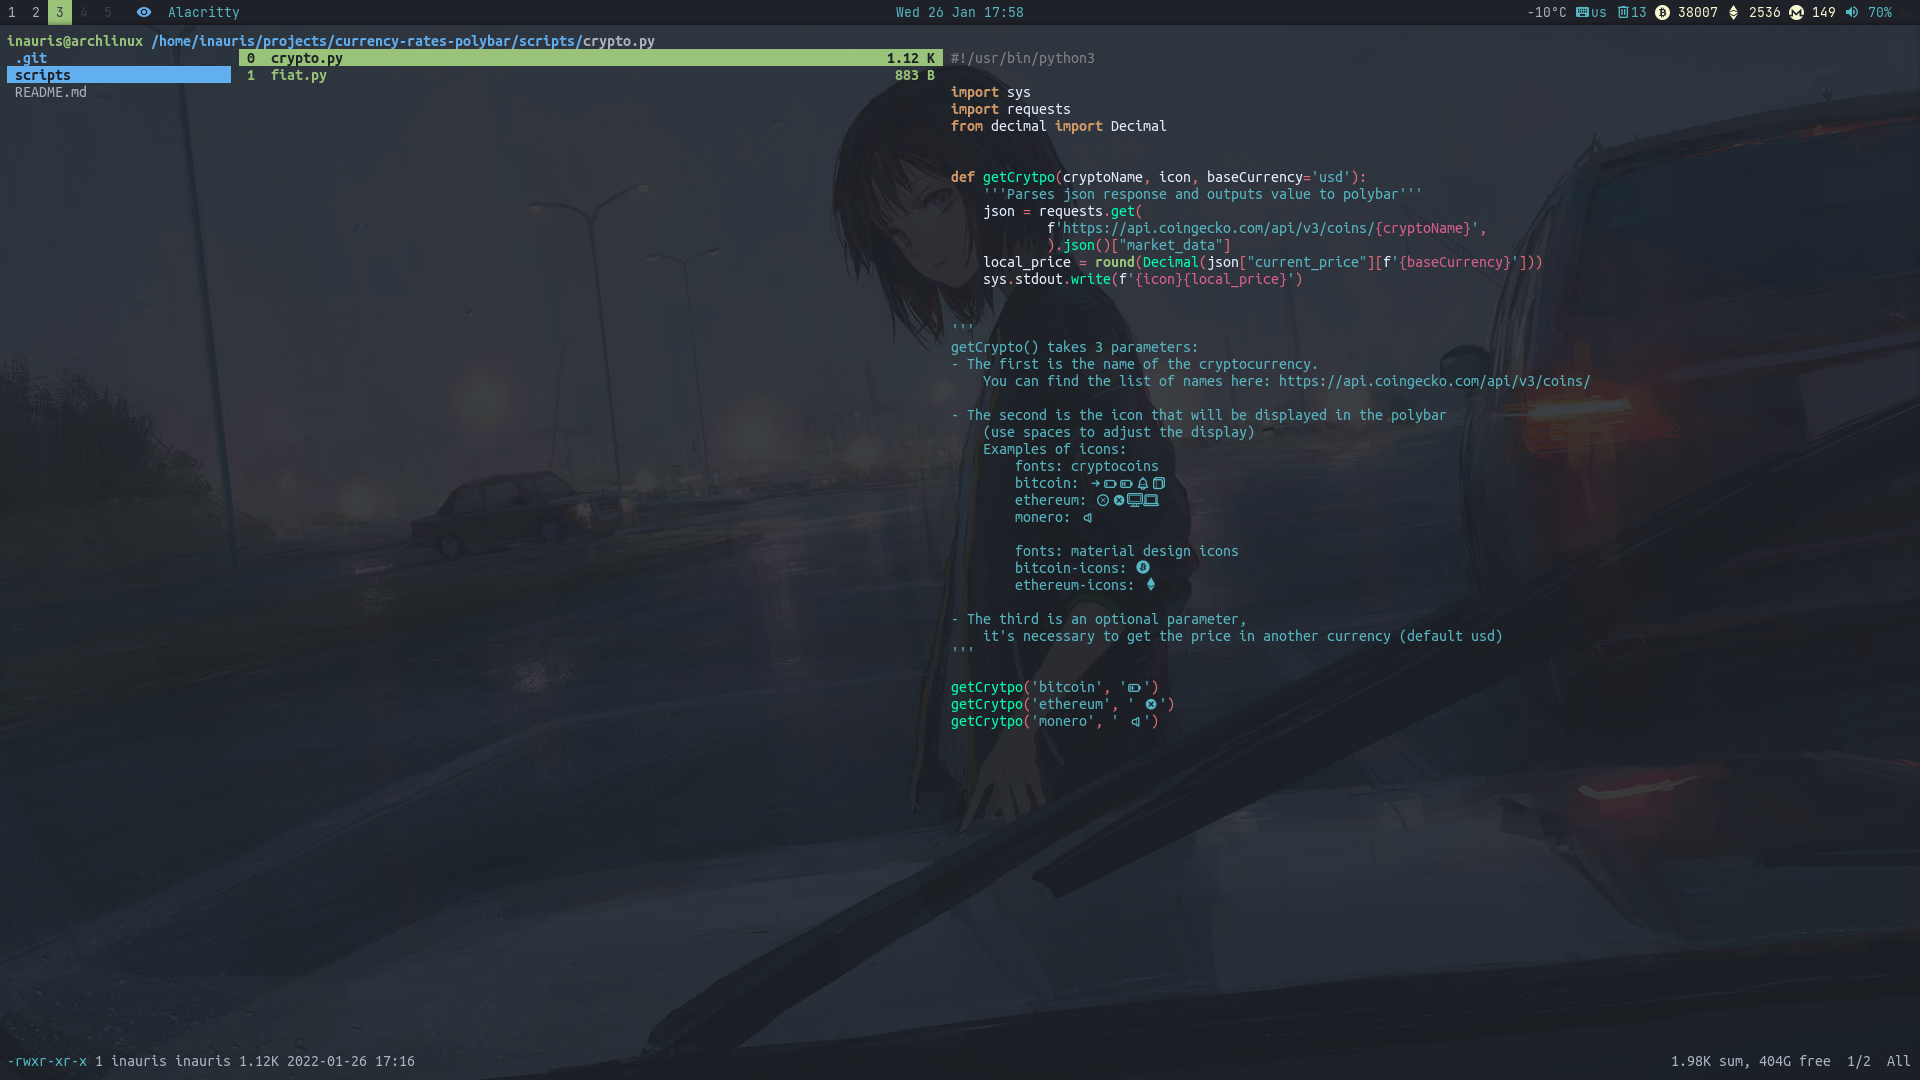 1 2 3 4 5 Alacritty Wed 26 Jan 17:58 -10°C us 13 38007 2536 149 70%
inauris@archlinux /home/inauris/projects/currency-rates-polybar/scripts/crypto.py
.git
scripts
README.md
0 crypto.py 1.12 K
1 fiat.py 883 B
#!/usr/bin/python3
import sys
import requests
from decimal import Decimal
def getCrytpo(cryptoName, icon, baseCurrency='usd'):
'''Parses json response and outputs value to polybar'''
json = requests.get(
f'https://api.coingecko.com/api/v3/coins/{cryptoName}',
).json()["market_data"]
local_price = round(Decimal(json["current_price"][f'{baseCurrency}']))
sys.stdout.write(f'{icon}{local_price}')
'''
getCrypto() takes 3 parameters:
- The first is the name of the cryptocurrency.
You can find the list of names here: https://api.coingecko.com/api/v3/coins/
- The second is the icon that will be displayed in the polybar
(use spaces to adjust the display)
Examples of icons:
fonts: cryptocoins
bitcoin:
ethereum:
monero:
fonts: material design icons
bitcoin-icons:
ethereum-icons:
- The third is an optional parameter,
it's necessary to get the price in another currency (default usd)
'''
getCrytpo('bitcoin', '')
getCrytpo('ethereum', ' ')
getCrytpo('monero', ' ')
-rwxr-xr-x 1 inauris inauris 1.12K 2022-01-26 17:16 1.98K sum, 404G free 1/2 All